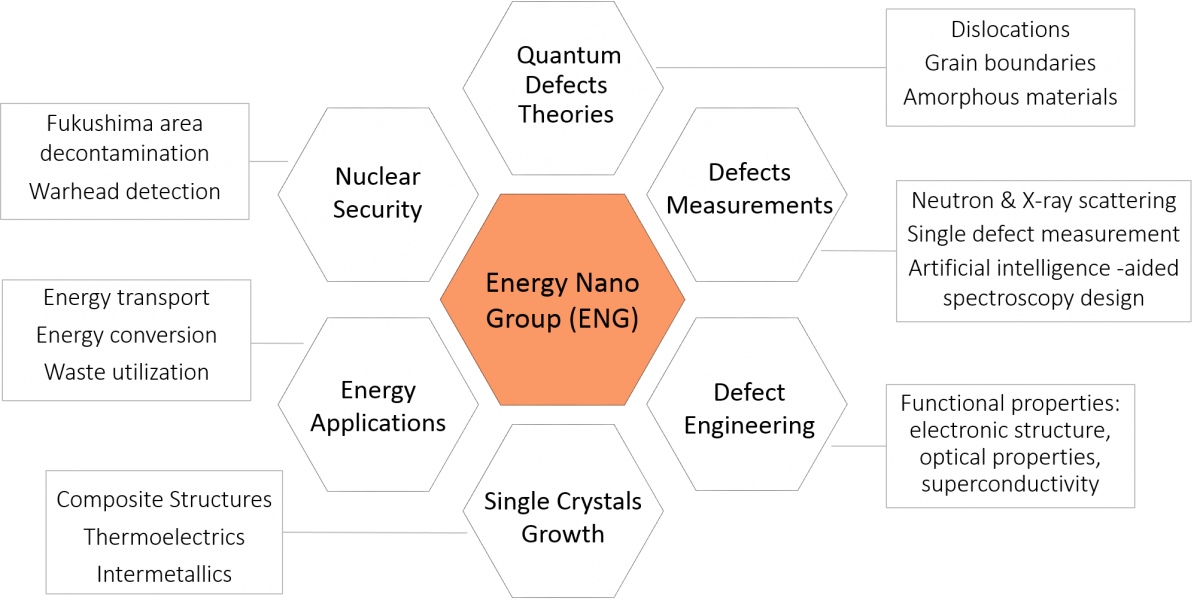 Quantum
Defects
Theories
Dislocations
Grain boundaries
Amorphous materials
Fukushima area
decontamination
Warhead detection
Nuclear
Security
Defects
Measurements
Neutron & X-ray scattering
Single defect measurement
Artificial intelligence -aided
spectroscopy design
Energy Nano
Group (ENG)
Energy transport
Energy conversion
Waste utilization
Energy
Applications
Defect
Engineering
Functional properties:
electronic structure,
optical properties,
superconductivity
Composite Structures
Thermoelectrics
Intermetallics
Single Crystals
Growth